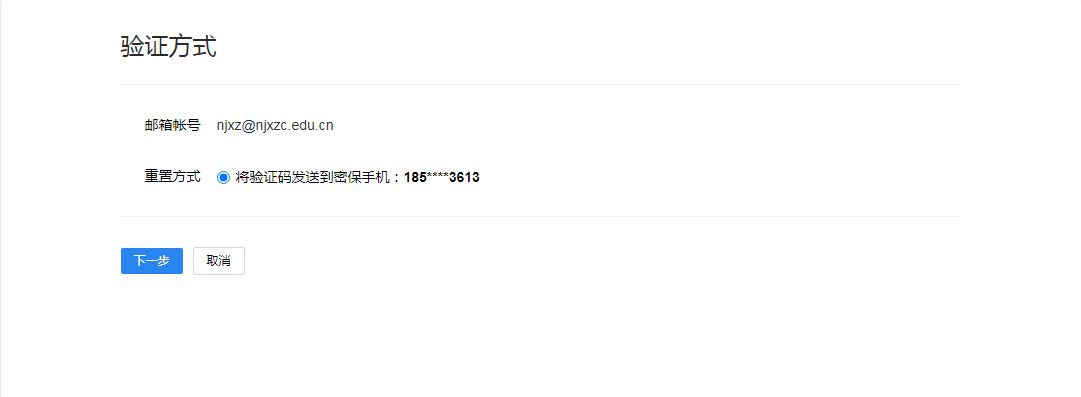 验证方式
邮箱帐号 njxz@njxzc.edu.cn
重置方式 将验证码发送到密保手机：185****3613
下一步 取消